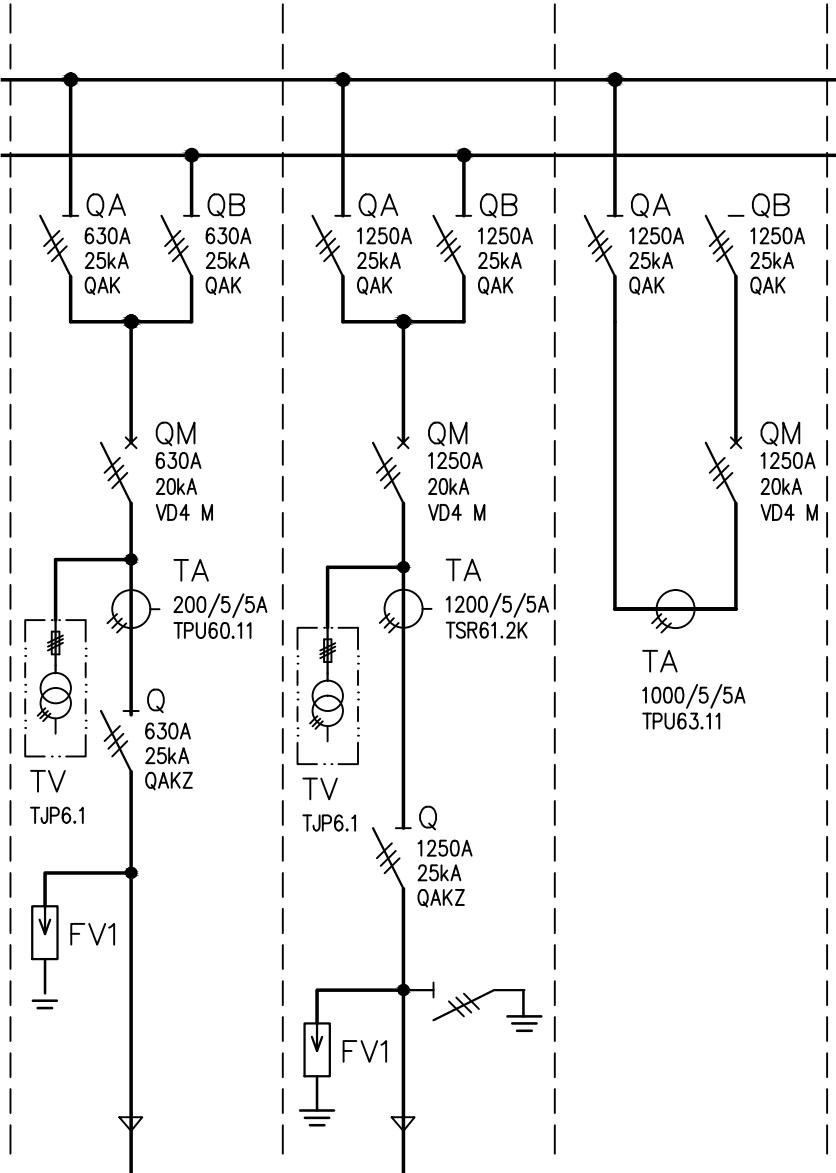 QA
630A
25kA
QAK
QB
630A
25kA
QAK
QM
630A
20kA
VD4 M
TA
200/5/5A
TPU60.11
Q
630A
25kA
QAKZ
TV
TJP6.1
FV1
QA
1250A
25kA
QAK
QB
1250A
25kA
QAK
QM
1250A
20kA
VD4 M
TA
1200/5/5A
TSR61.2K
TV
TJP6.1
Q
1250A
25kA
QAKZ
FV1
QA
1250A
25kA
QAK
QB
1250A
25kA
QAK
QM
1250A
20kA
VD4 M
TA
1000/5/5A
TPU63.11